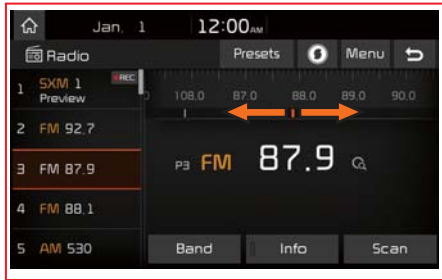 Jan. 1 12:00 AM
Radio Presets Menu
1 SXM 1 REC
Preview
108.0 87.0 88.0 89.0 90.0
2 FM 92.7
3 FM 87.9
P3 FM 87.9
4 FM 88.1
5 AM 530
Band Info Scan